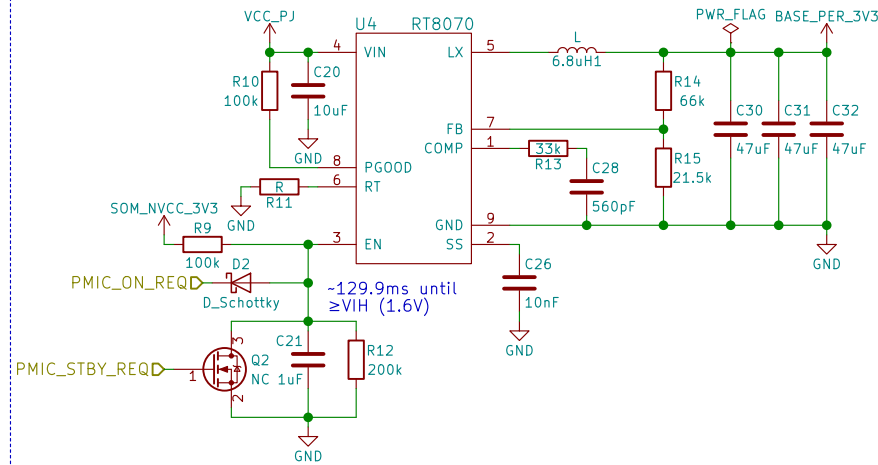 VCC_PJ
U4
RT8070
PWR_FLAG
BASE_PER_3V3
4
VIN
LX
5
L
6.8uH1
R10
100k
C20
10uF
GND
R14
66k
C30
47uF
C31
47uF
C32
47uF
FB
7
COMP
1
33k
R13
8
PGOOD
6
RT
R
R11
GND
C28
560pF
R15
21.5k
SOM_NVCC_3V3
R9
100k
GND
9
3
EN
SS
2
GND
PMIC_ON_REQ
D2
D_Schottky
~129.9ms until
≥VIH (1.6V)
C26
10nF
GND
PMIC_STBY_REQ
1
3
2
Q2
NC
C21
1uF
R12
200k
GND